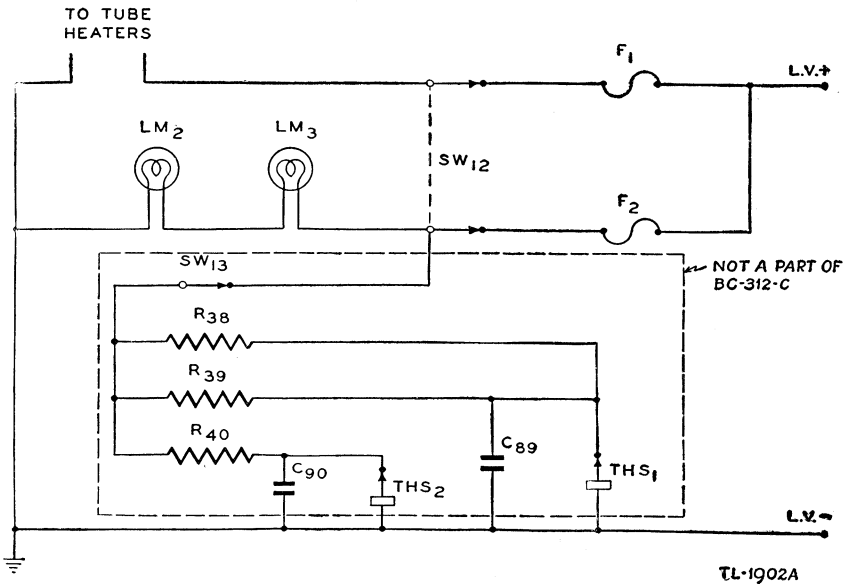 TO TUBE
HEATERS
F1
L.V.+
LM2
LM3
SW12
F2
SW13
NOT A PART OF
BC-312-C
R38
R39
R40
C90
THS2
C89
THS1
L.V.-
TL-1902A